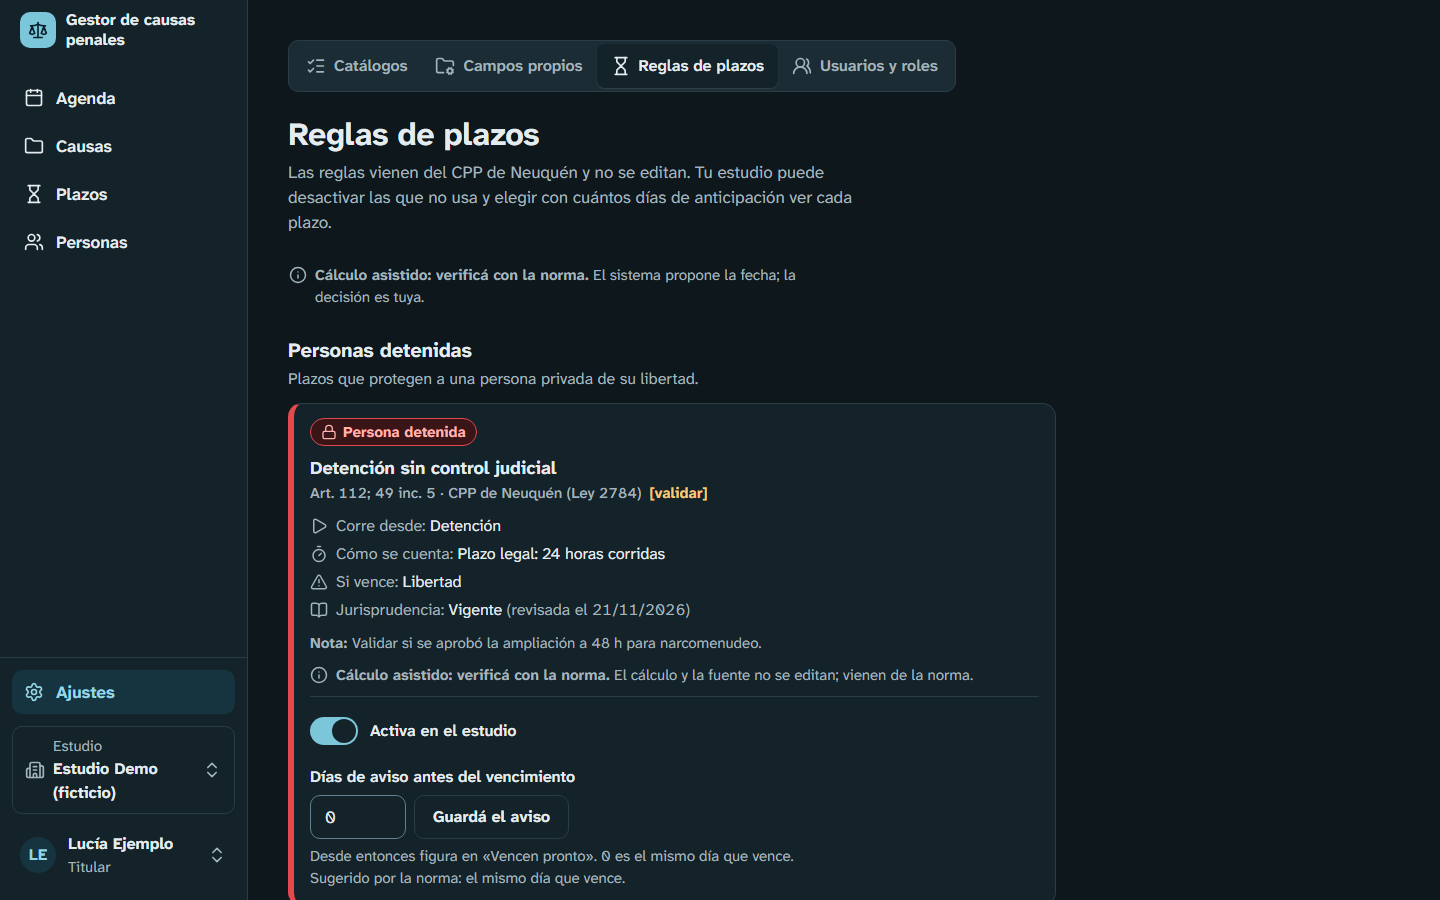 Gestor de causas
penales
Agenda
Causas
Plazos
Personas
Ajustes
Estudio
Estudio Demo
(ficticio)
LE
Lucía Ejemplo
Titular
Catálogos
Campos propios
Reglas de plazos
Usuarios y roles
Reglas de plazos
Las reglas vienen del CPP de Neuquén y no se editan. Tu estudio puede
desactivar las que no usa y elegir con cuántos días de anticipación ver cada
plazo.
Cálculo asistido: verificá con la norma. El sistema propone la fecha; la
decisión es tuya.
Personas detenidas
Plazos que protegen a una persona privada de su libertad.
Persona detenida
Detención sin control judicial
Art. 112; 49 inc. 5 · CPP de Neuquén (Ley 2784) [validar]
Corre desde: Detención
Cómo se cuenta: Plazo legal: 24 horas corridas
Si vence: Libertad
Jurisprudencia: Vigente (revisada el 21/11/2026)
Nota: Validar si se aprobó la ampliación a 48 h para narcomenudeo.
Cálculo asistido: verificá con la norma. El cálculo y la fuente no se editan; vienen de la norma.
Activa en el estudio
Días de aviso antes del vencimiento
0
Guardá el aviso
Desde entonces figura en «Vencen pronto». 0 es el mismo día que vence.
Sugerido por la norma: el mismo día que vence.